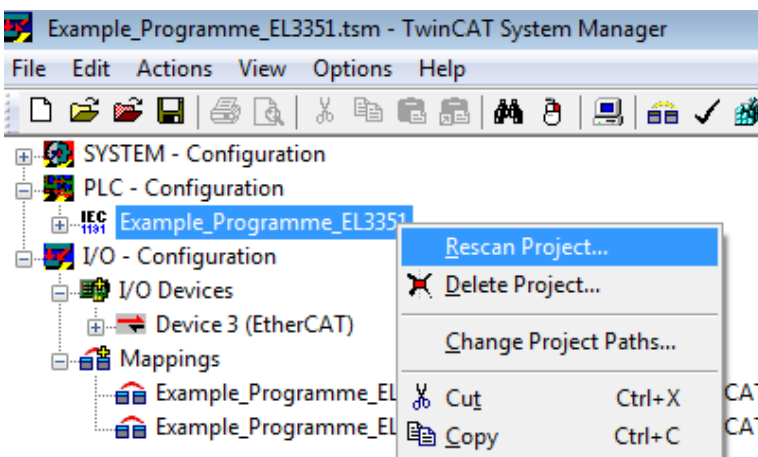 Example_Programme_EL3351.tsm - TwinCAT System Manager
File Edit Actions View Options Help
SYSTEM - Configuration
PLC - Configuration
IEC 1131 Example_Programme_EL3351
I/O - Configuration
I/O Devices
Device 3 (EtherCAT)
Mappings
Example_Programme_EL CAT
Example_Programme_EL CAT
Rescan Project...
Delete Project...
Change Project Paths...
Cut Ctrl+X
Copy Ctrl+C